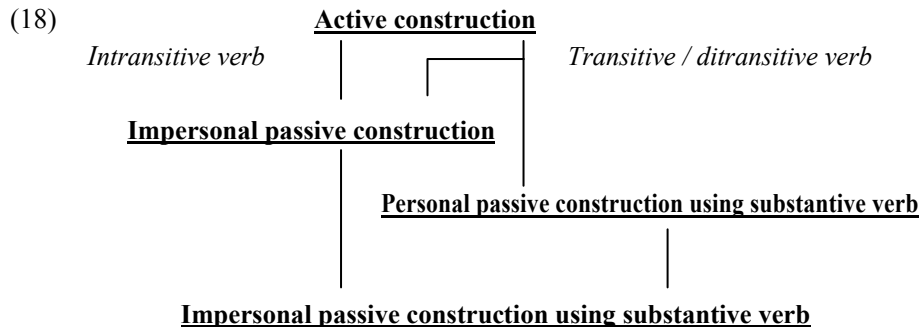 (18) Active construction
Intransitive verb Transitive / ditransitive verb
Impersonal passive construction
Personal passive construction using substantive verb
Impersonal passive construction using substantive verb